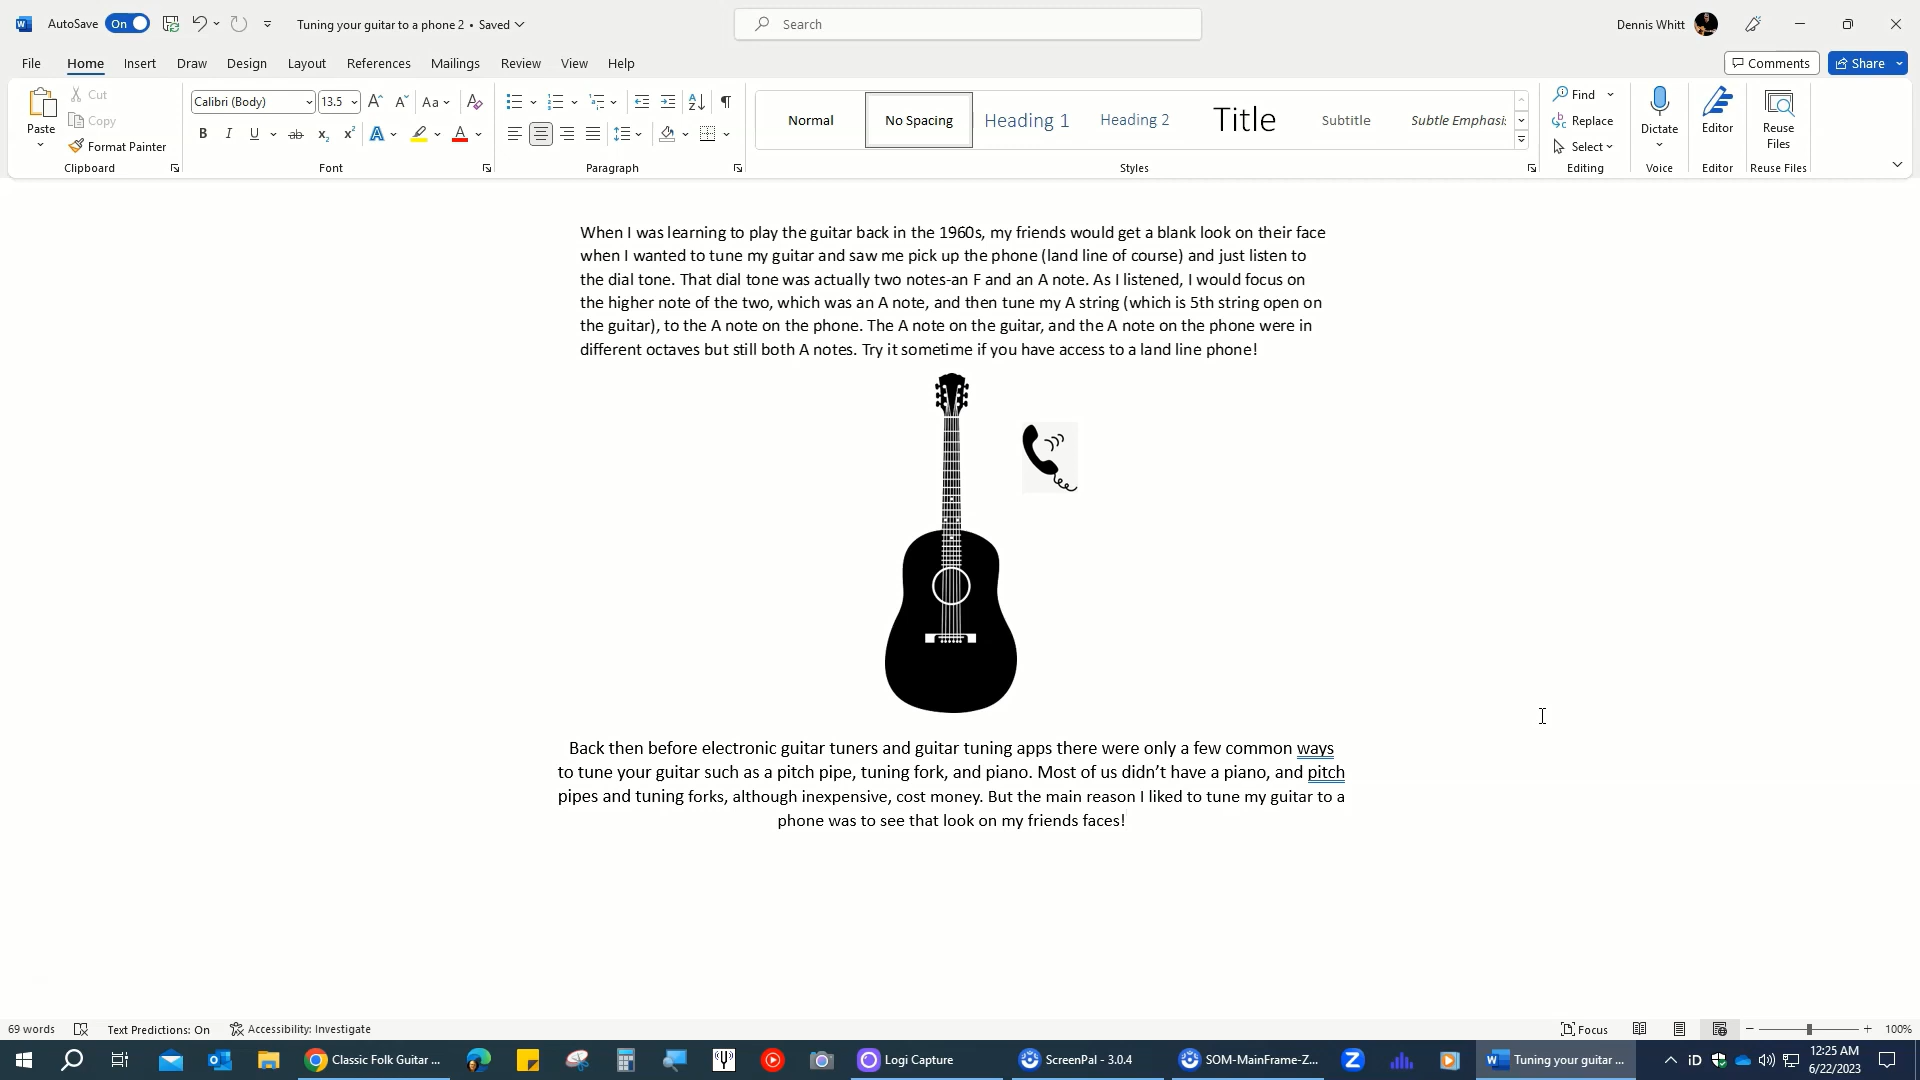 AutoSave On Tuning your guitar to a phone 2 • Saved Search Dennis Whitt
File Home Insert Draw Design Layout References Mailings Review View Help Comments Share
Paste Cut Copy Format Painter
Calibri (Body) 13.5 Aa
B I U ab x₂ x² A A
Normal No Spacing Heading 1 Heading 2 Title Subtitle Subtle Emphasis
Find Replace Select
Dictate Editor Reuse Files
Clipboard Font Paragraph Styles Editing Voice Editor Reuse Files
When I was learning to play the guitar back in the 1960s, my friends would get a blank look on their face
when I wanted to tune my guitar and saw me pick up the phone (land line of course) and just listen to
the dial tone. That dial tone was actually two notes-an F and an A note. As I listened, I would focus on
the higher note of the two, which was an A note, and then tune my A string (which is 5th string open on
the guitar), to the A note on the phone. The A note on the guitar, and the A note on the phone were in
different octaves but still both A notes. Try it sometime if you have access to a land line phone!
Back then before electronic guitar tuners and guitar tuning apps there were only a few common ways
to tune your guitar such as a pitch pipe, tuning fork, and piano. Most of us didn’t have a piano, and pitch
pipes and tuning forks, although inexpensive, cost money. But the main reason I liked to tune my guitar to a
phone was to see that look on my friends faces!
69 words Text Predictions: On Accessibility: Investigate Focus 100%
Classic Folk Guitar ... Logi Capture ScreenPal - 3.0.4 SOM-MainFrame-Z... Tuning your guitar ... iD 12:25 AM
6/22/2023